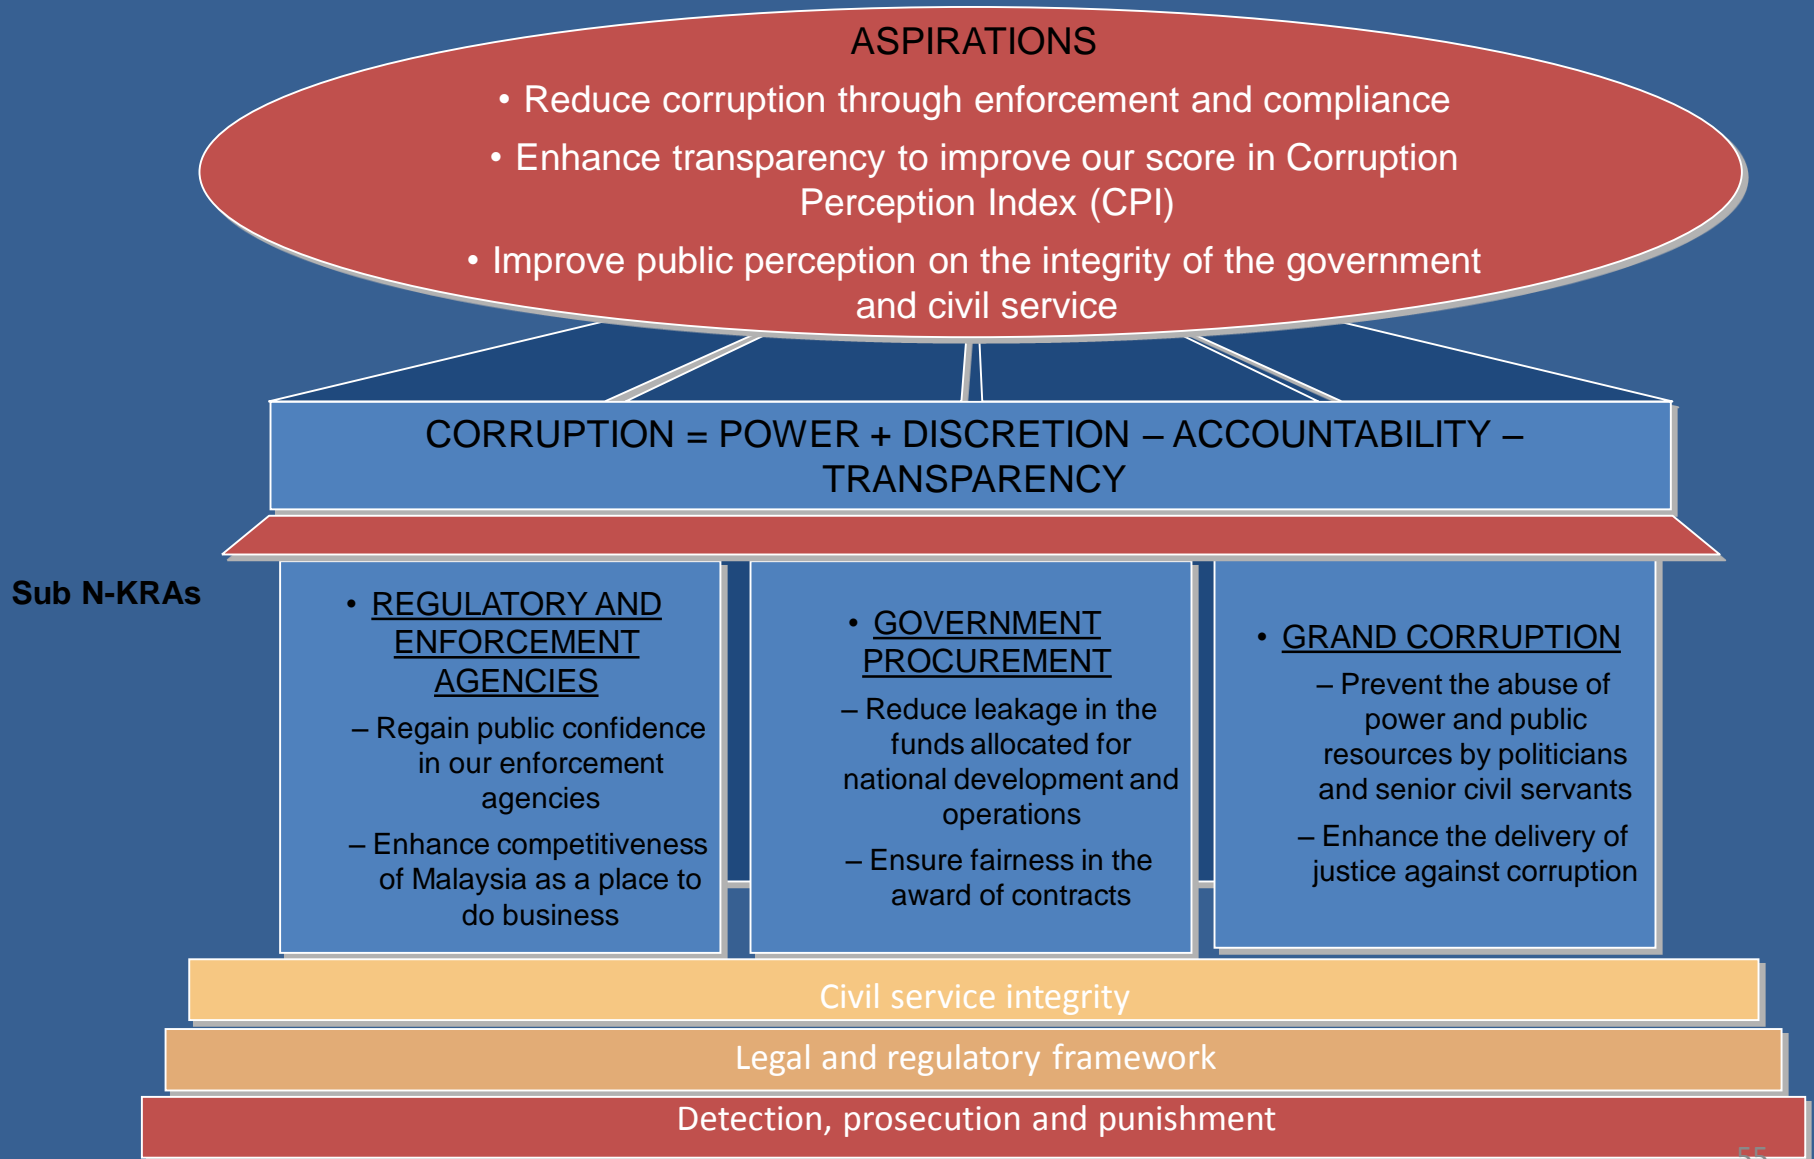 ASPIRATIONS
• Reduce corruption through enforcement and compliance
• Enhance transparency to improve our score in Corruption
Perception Index (CPI)
• Improve public perception on the integrity of the government
and civil service
CORRUPTION = POWER + DISCRETION – ACCOUNTABILITY –
TRANSPARENCY
Sub N-KRAs
• REGULATORY AND
ENFORCEMENT
AGENCIES
– Regain public confidence
in our enforcement
agencies
– Enhance competitiveness
of Malaysia as a place to
do business
• GOVERNMENT
PROCUREMENT
– Reduce leakage in the
funds allocated for
national development and
operations
– Ensure fairness in the
award of contracts
• GRAND CORRUPTION
– Prevent the abuse of
power and public
resources by politicians
and senior civil servants
– Enhance the delivery of
justice against corruption
Civil service integrity
Legal and regulatory framework
Detection, prosecution and punishment
55